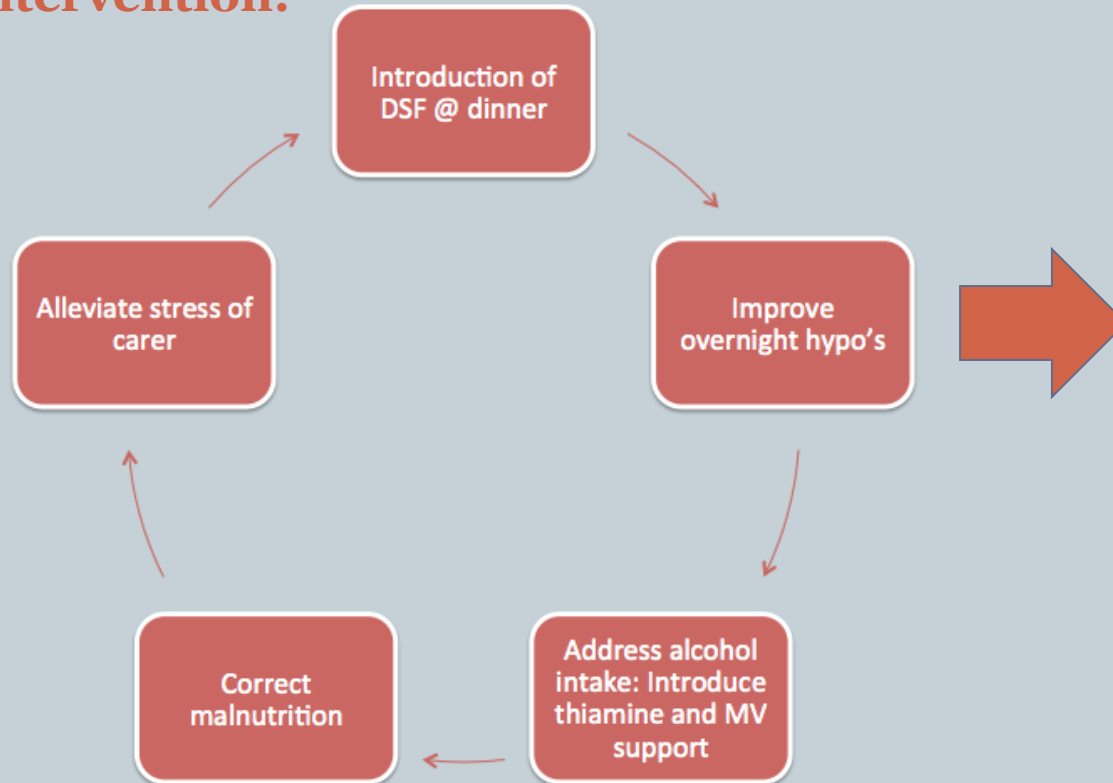 ntervention:
Introduction of
DSF @ dinner
Improve
overnight hypo’s
Address alcohol
intake: Introduce
thiamine and MV
support
Correct
malnutrition
Alleviate stress of
carer